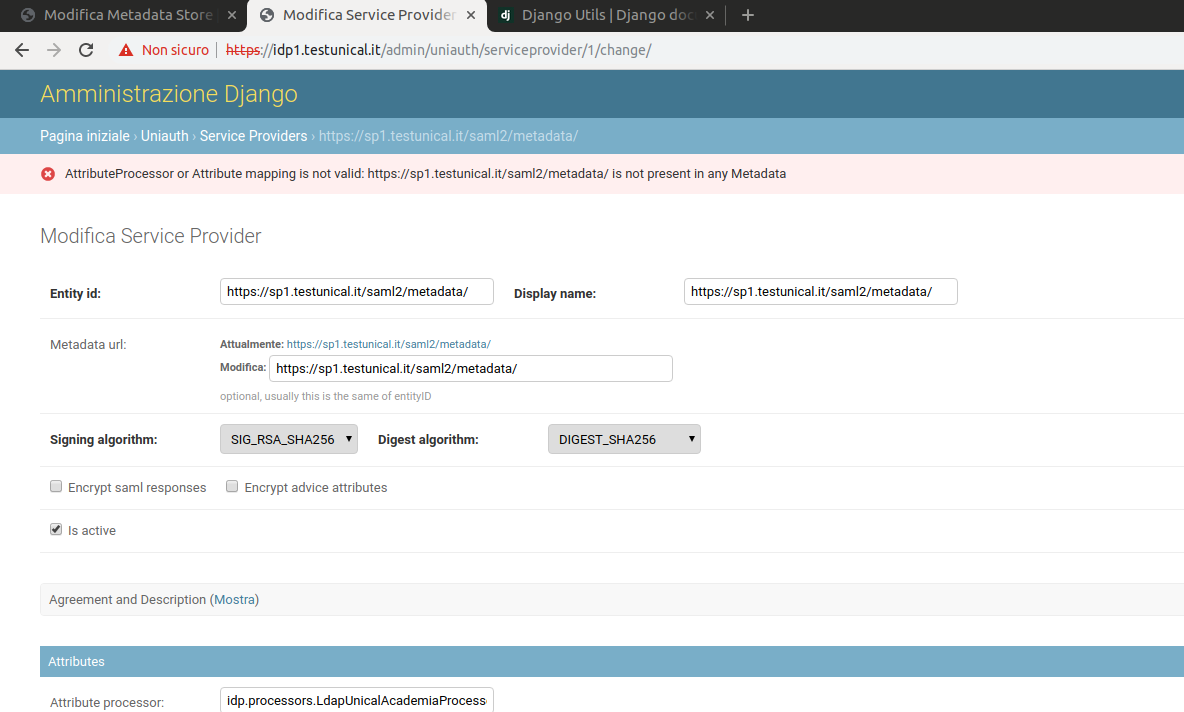 Modifica Metadata Store
Modifica Service Provider
dj Django Utils | Django doc
Non sicuro https://idp1.testunical.it/admin/uniauth/serviceprovider/1/change/
Amministrazione Django
Pagina iniziale › Uniauth › Service Providers › https://sp1.testunical.it/saml2/metadata/
AttributeProcessor or Attribute mapping is not valid: https://sp1.testunical.it/saml2/metadata/ is not present in any Metadata
Modifica Service Provider
Entity id: https://sp1.testunical.it/saml2/metadata/ Display name: https://sp1.testunical.it/saml2/metadata/
Metadata url: Attualmente: https://sp1.testunical.it/saml2/metadata/
Modifica: https://sp1.testunical.it/saml2/metadata/
optional, usually this is the same of entityID
Signing algorithm: SIG_RSA_SHA256 Digest algorithm: DIGEST_SHA256
Encrypt saml responses Encrypt advice attributes
Is active
Agreement and Description (Mostra)
Attributes
Attribute processor: idp.processors.LdapUnicalAcademiaProcess